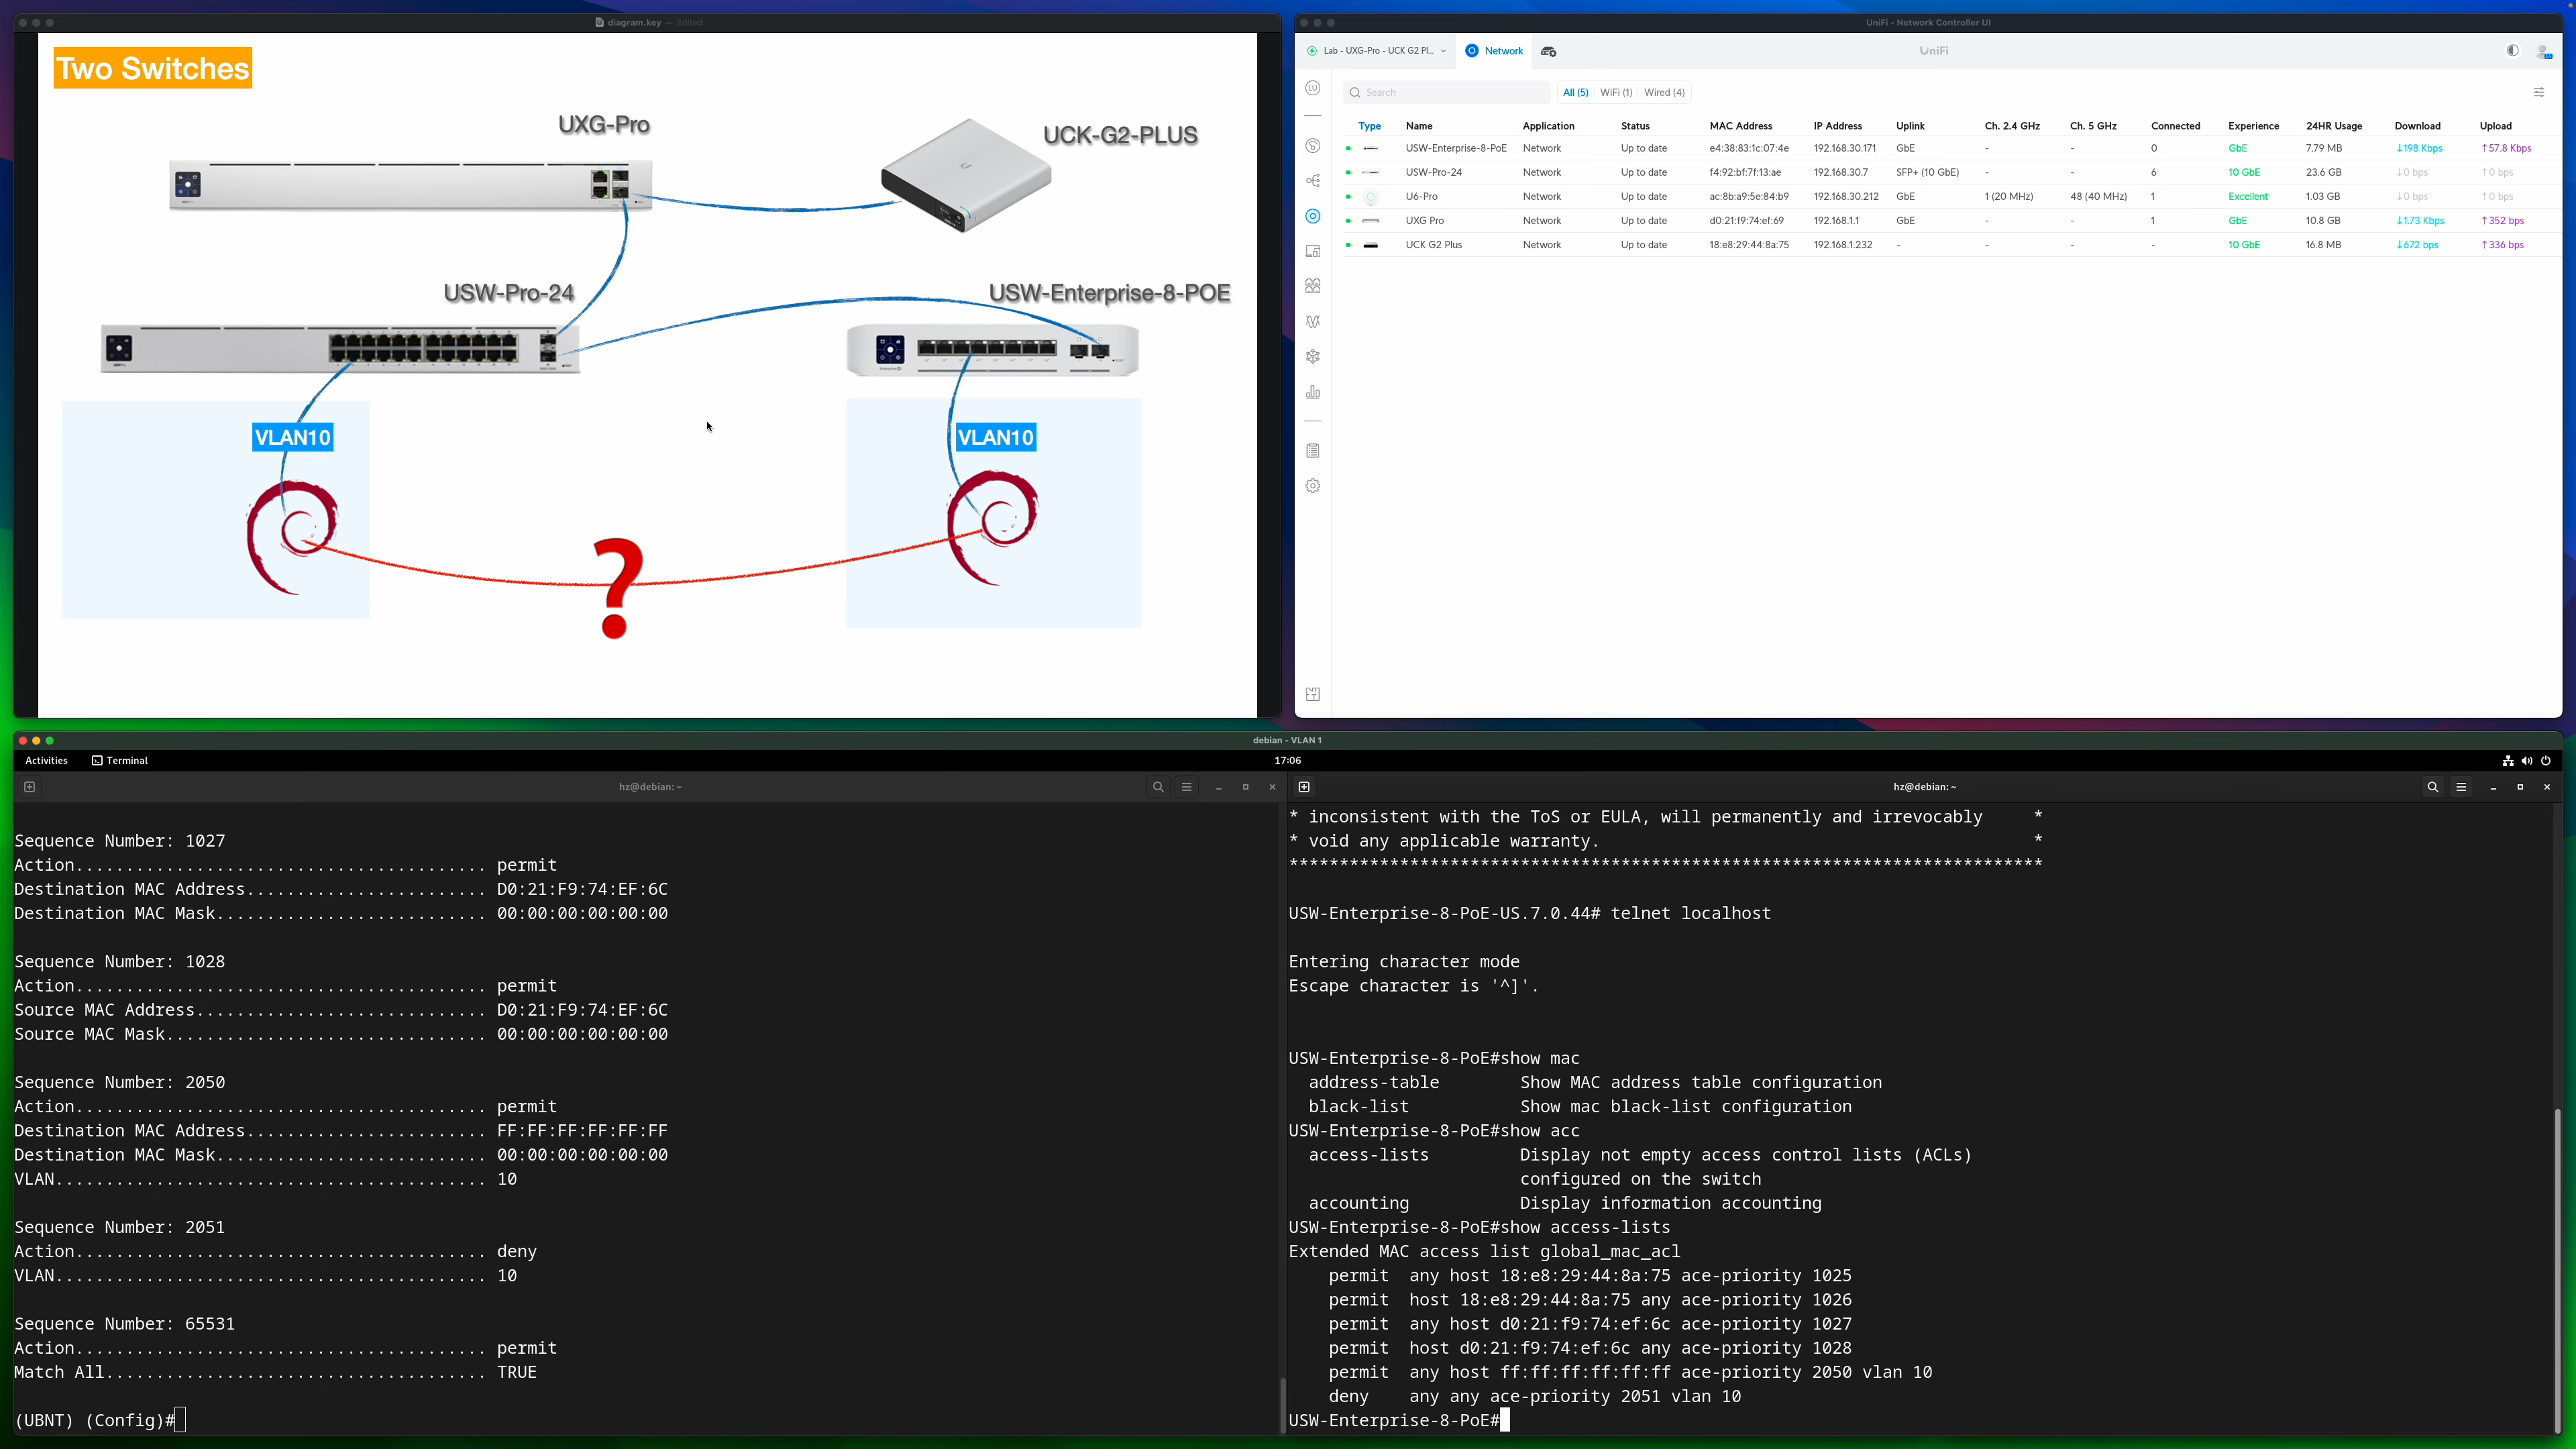 diagram.key — Edited
Two Switches
UXG-Pro
UCK-G2-PLUS
USW-Pro-24
USW-Enterprise-8-POE
VLAN10
VLAN10
?
UniFi - Network Controller UI
Lab - UXG-Pro - UCK G2 Pl...
Network
UniFi
Search
All (5) WiFi (1) Wired (4)
Type Name Application Status MAC Address IP Address Uplink Ch. 2.4 GHz Ch. 5 GHz Connected Experience 24HR Usage Download Upload
USW-Enterprise-8-PoE Network Up to date e4:38:83:1c:07:4e 192.168.30.171 GbE - - 0 GbE 7.79 MB ↓198 Kbps ↑57.8 Kbps
USW-Pro-24 Network Up to date f4:92:bf:7f:13:ae 192.168.30.7 SFP+ (10 GbE) - - 6 10 GbE 23.6 GB ↓0 bps ↑0 bps
U6-Pro Network Up to date ac:8b:a9:5e:84:b9 192.168.30.212 GbE 1 (20 MHz) 48 (40 MHz) 1 Excellent 1.03 GB ↓0 bps ↑0 bps
UXG Pro Network Up to date d0:21:f9:74:ef:69 192.168.1.1 GbE - - 1 GbE 10.8 GB ↓1.73 Kbps ↑352 bps
UCK G2 Plus Network Up to date 18:e8:29:44:8a:75 192.168.1.232 - - - - 10 GbE 16.8 MB ↓672 bps ↑336 bps
debian - VLAN 1
Activities Terminal 17:06
hz@debian: ~
Sequence Number: 1027
Action......................................... permit
Destination MAC Address........................ D0:21:F9:74:EF:6C
Destination MAC Mask........................... 00:00:00:00:00:00
Sequence Number: 1028
Action......................................... permit
Source MAC Address............................. D0:21:F9:74:EF:6C
Source MAC Mask................................ 00:00:00:00:00:00
Sequence Number: 2050
Action......................................... permit
Destination MAC Address........................ FF:FF:FF:FF:FF:FF
Destination MAC Mask........................... 00:00:00:00:00:00
VLAN........................................... 10
Sequence Number: 2051
Action......................................... deny
VLAN........................................... 10
Sequence Number: 65531
Action......................................... permit
Match All...................................... TRUE
(UBNT) (Config)#
hz@debian: ~
* inconsistent with the ToS or EULA, will permanently and irrevocably *
* void any applicable warranty. *
***************************************************************************
USW-Enterprise-8-PoE-US.7.0.44# telnet localhost
Entering character mode
Escape character is '^]'.
USW-Enterprise-8-PoE#show mac
address-table Show MAC address table configuration
black-list Show mac black-list configuration
USW-Enterprise-8-PoE#show acc
access-lists Display not empty access control lists (ACLs)
configured on the switch
accounting Display information accounting
USW-Enterprise-8-PoE#show access-lists
Extended MAC access list global_mac_acl
permit any host 18:e8:29:44:8a:75 ace-priority 1025
permit host 18:e8:29:44:8a:75 any ace-priority 1026
permit any host d0:21:f9:74:ef:6c ace-priority 1027
permit host d0:21:f9:74:ef:6c any ace-priority 1028
permit any host ff:ff:ff:ff:ff:ff ace-priority 2050 vlan 10
deny any any ace-priority 2051 vlan 10
USW-Enterprise-8-PoE#